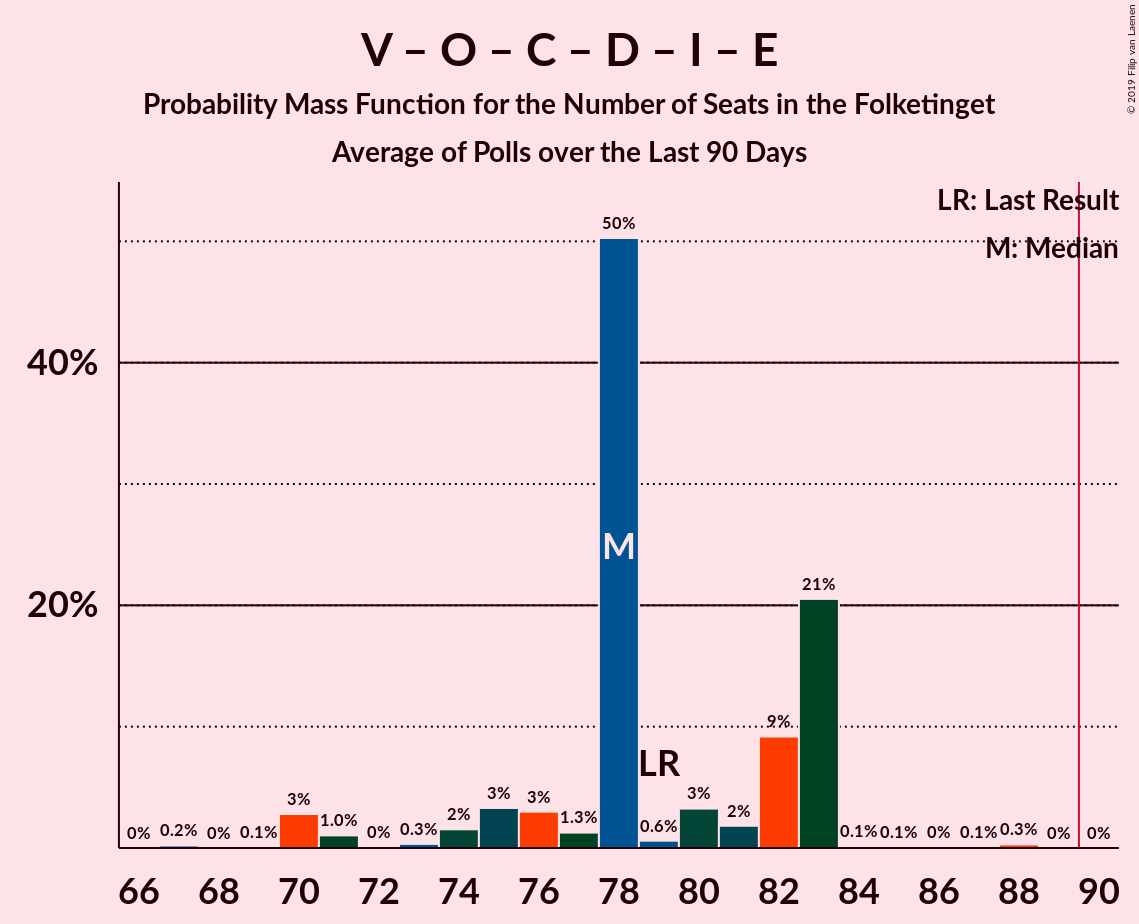 V – O – C – D – I – E
Probability Mass Function for the Number of Seats in the Folketinget
Average of Polls over the Last 90 Days
© 2019 Filip van Laenen
LR: Last Result
M: Median
50%
40%
M
21%
20%
9%
LR
0% 0.2% 0% 0.1% 3% 1.0% 0% 0.3% 2% 3% 3% 1.3% 0.6% 3% 2% 0.1% 0.1% 0% 0.1% 0.3% 0% 0%
66 68 70 72 74 76 78 80 82 84 86 88 90